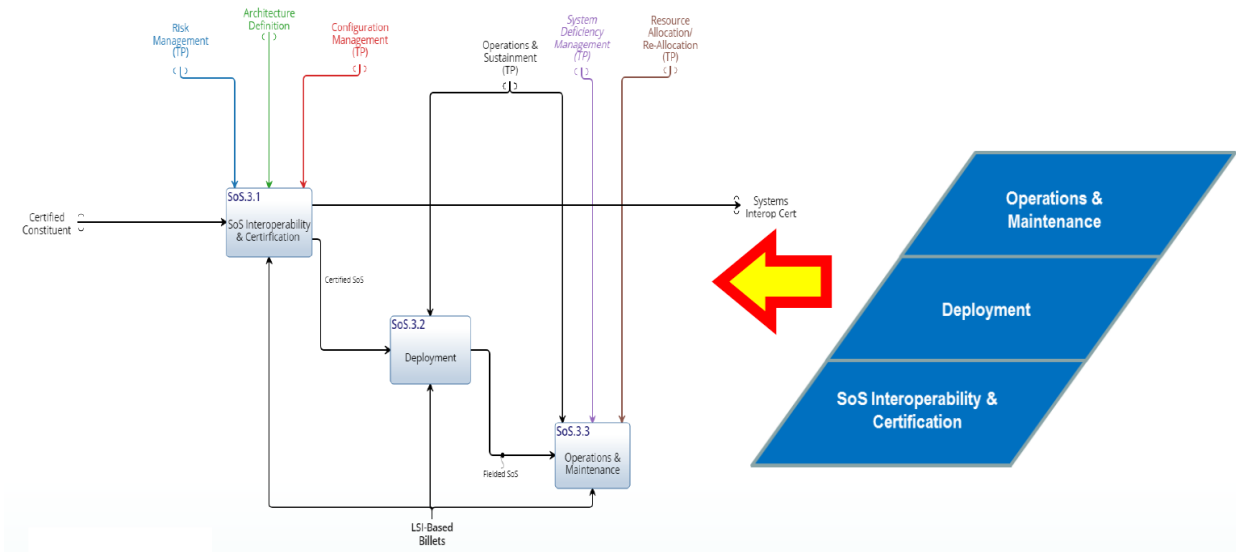 Risk
Management
(TP)
Architecture
Definition
Configuration
Management
(TP)
Operations &
Sustainment
(TP)
System
Deficiency
Management
(TP)
Resource
Allocation/
Re-Allocation
(TP)
Certified
Constituent
SoS.3.1
SoS Interoperability
& Certirfication
Systems
Interop Cert
Certified SoS
SoS.3.2
Deployment
SoS.3.3
Operations &
Maintenance
Fielded SoS
LSI-Based
Billets
Operations &
Maintenance
Deployment
SoS Interoperability &
Certification